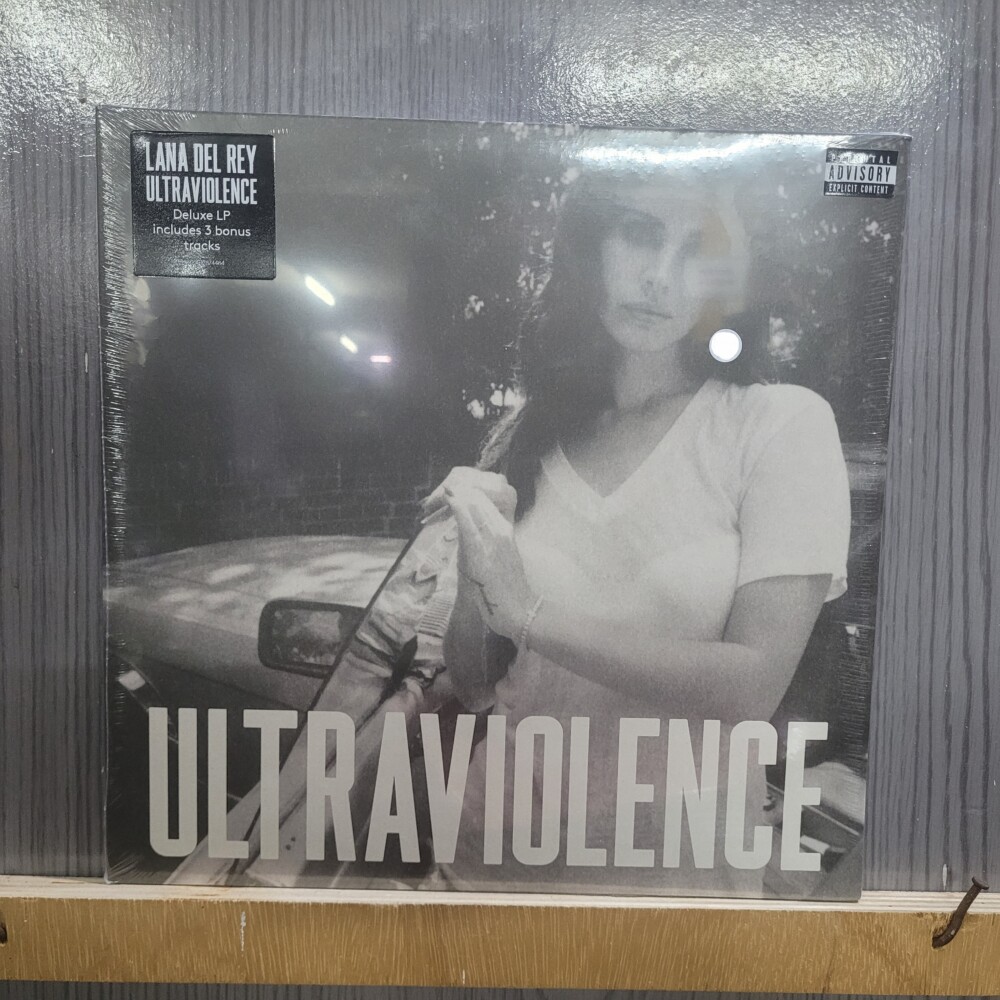 LANA DEL REY
ULTRAVIOLENCE
Deluxe LP
includes 3 bonus
tracks
ADVISORY
EXPLICIT CONTENT
ULTRAVIOLENCE